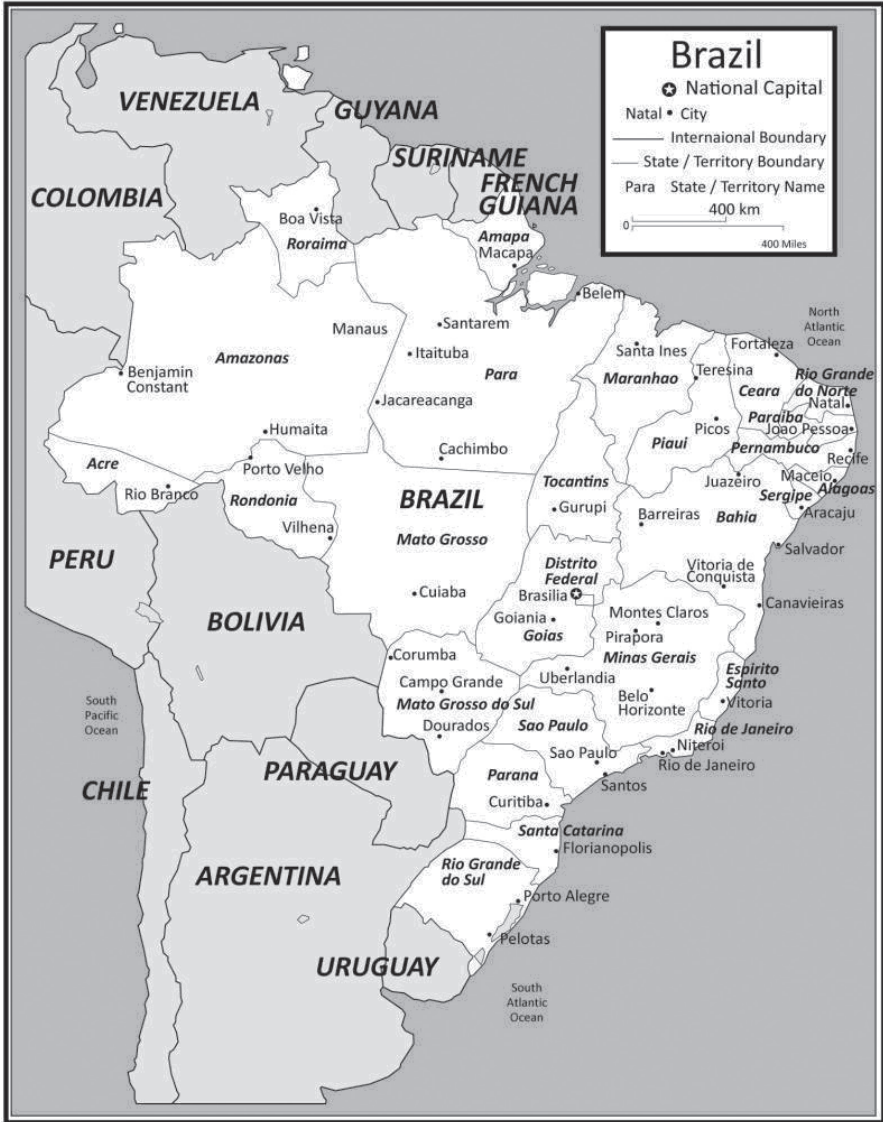 Brazil
National Capital
Natal • City
Internaional Boundary
State / Territory Boundary
Para State / Territory Name
400 km
0
400 Miles
VENEZUELA
GUYANA
SURINAME
FRENCH
GUIANA
COLOMBIA
Boa Vista
Roraima
Amapa
Macapa
Belem
North
Atlantic
Ocean
Manaus
Santarem
Itaituba
Amazonas
Para
Santa Ines
Maranhao
Fortaleza
Teresina
Ceara
Rio Grande
do Norte
Natal
Benjamin
Constant
Jacareacanga
Paraiba
Joao Pessoa
Picos
Piaui
Pernambuco
Recife
Humaita
Cachimbo
Acre
Porto Velho
Rio Branco
Rondonia
Vilhena
BRAZIL
Mato Grosso
Tocantins
Gurupi
Juazeiro
Maceio
Sergipe
Alagoas
Aracaju
Barreiras
Bahia
Salvador
PERU
Distrito
Federal
Brasilia
Vitoria de
Conquista
Cuiaba
Canavieiras
BOLIVIA
Goiania
Goias
Montes Claros
Pirapora
Minas Gerais
Corumba
Campo Grande
Mato Grosso do Sul
Dourados
Uberlandia
Belo
Horizonte
Espirito
Santo
Vitoria
South
Pacific
Ocean
Sao Paulo
Rio de Janeiro
Niteroi
Sao Paulo
Rio de Janeiro
Santos
PARAGUAY
CHILE
Parana
Curitiba
Santa Catarina
Florianopolis
ARGENTINA
Rio Grande
do Sul
Porto Alegre
Pelotas
URUGUAY
South
Atlantic
Ocean